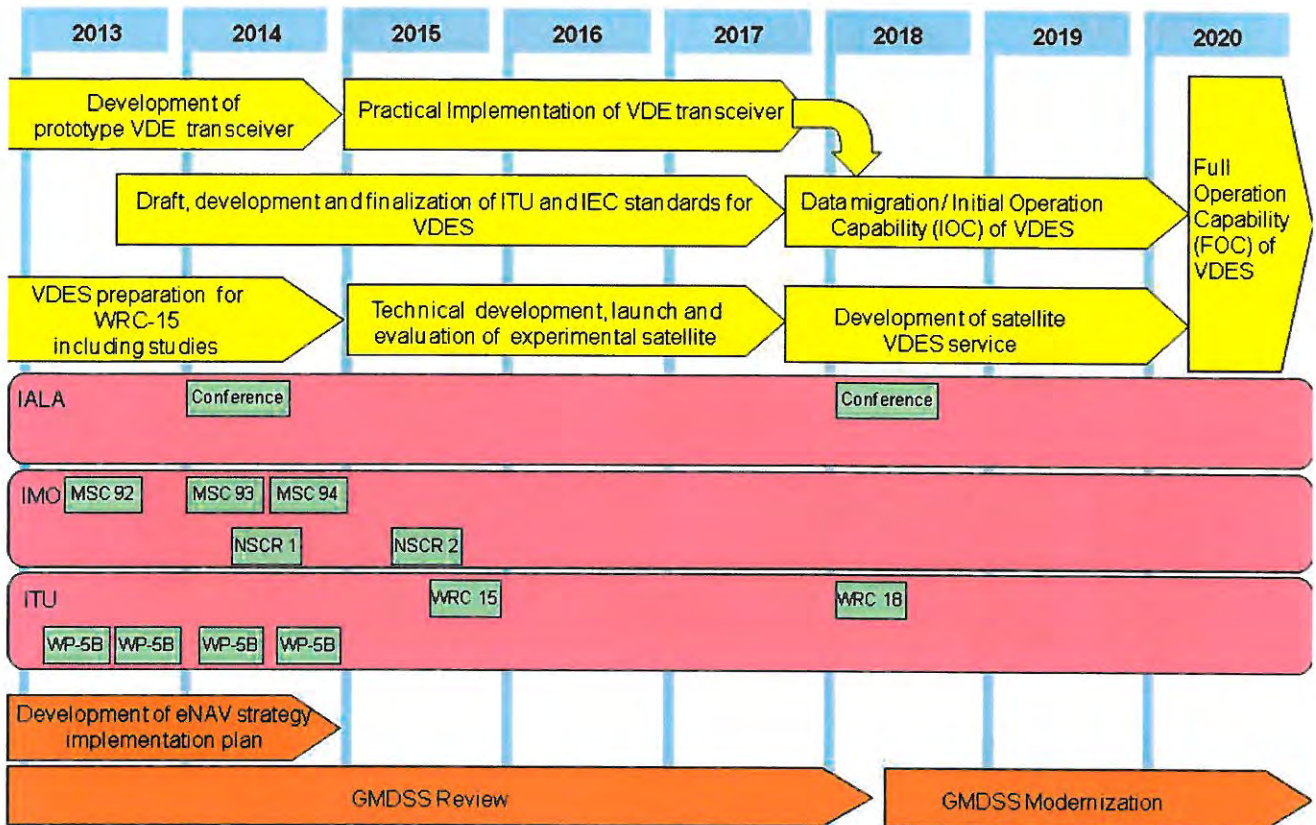 2013 2014 2015 2016 2017 2018 2019 2020
Development of
prototype VDE transceiver
Practical Implementation of VDE transceiver
Draft, development and finalization of ITU and IEC standards for
VDES
Data migration/ Initial Operation
Capability (IOC) of VDES
Full
Operation
Capability
(FOC) of
VDES
VDES preparation for
WRC-15
including studies
Technical development, launch and
evaluation of experimental satellite
Development of satellite
VDES service
IALA
Conference
Conference
IMO
MSC 92
MSC 93
MSC 94
NSCR 1
NSCR 2
ITU
WRC 15
WRC 18
WP-5B
WP-5B
WP-5B
WP-5B
Development of eNAV strategy
implementation plan
GMDSS Review
GMDSS Modernization